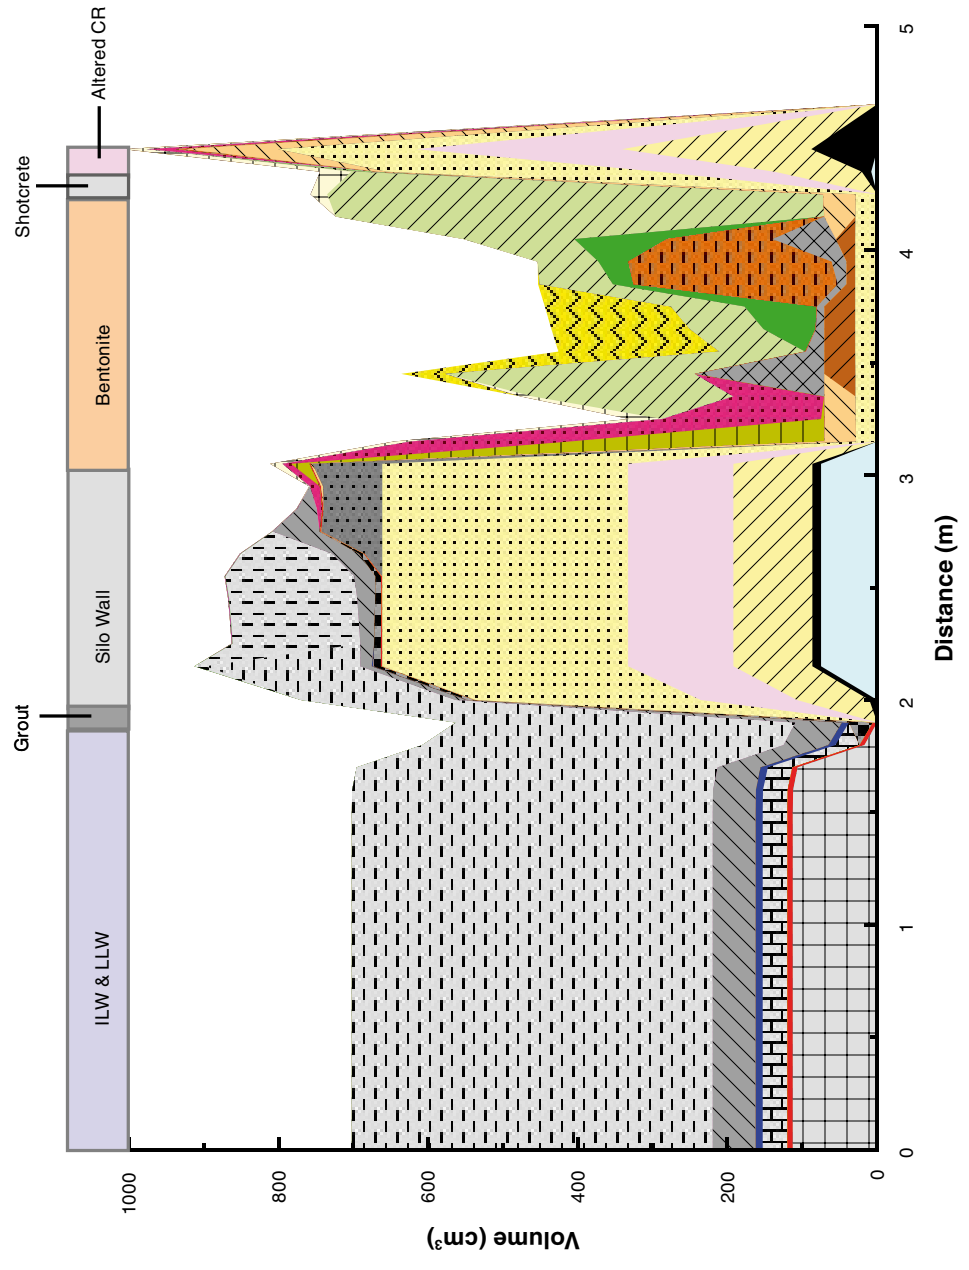 Grout
Shotcrete
Altered CR
ILW & LLW
Silo Wall
Bentonite
Volume (cm³)
1000
800
600
400
200
0
0
1
2
3
4
5
Distance (m)